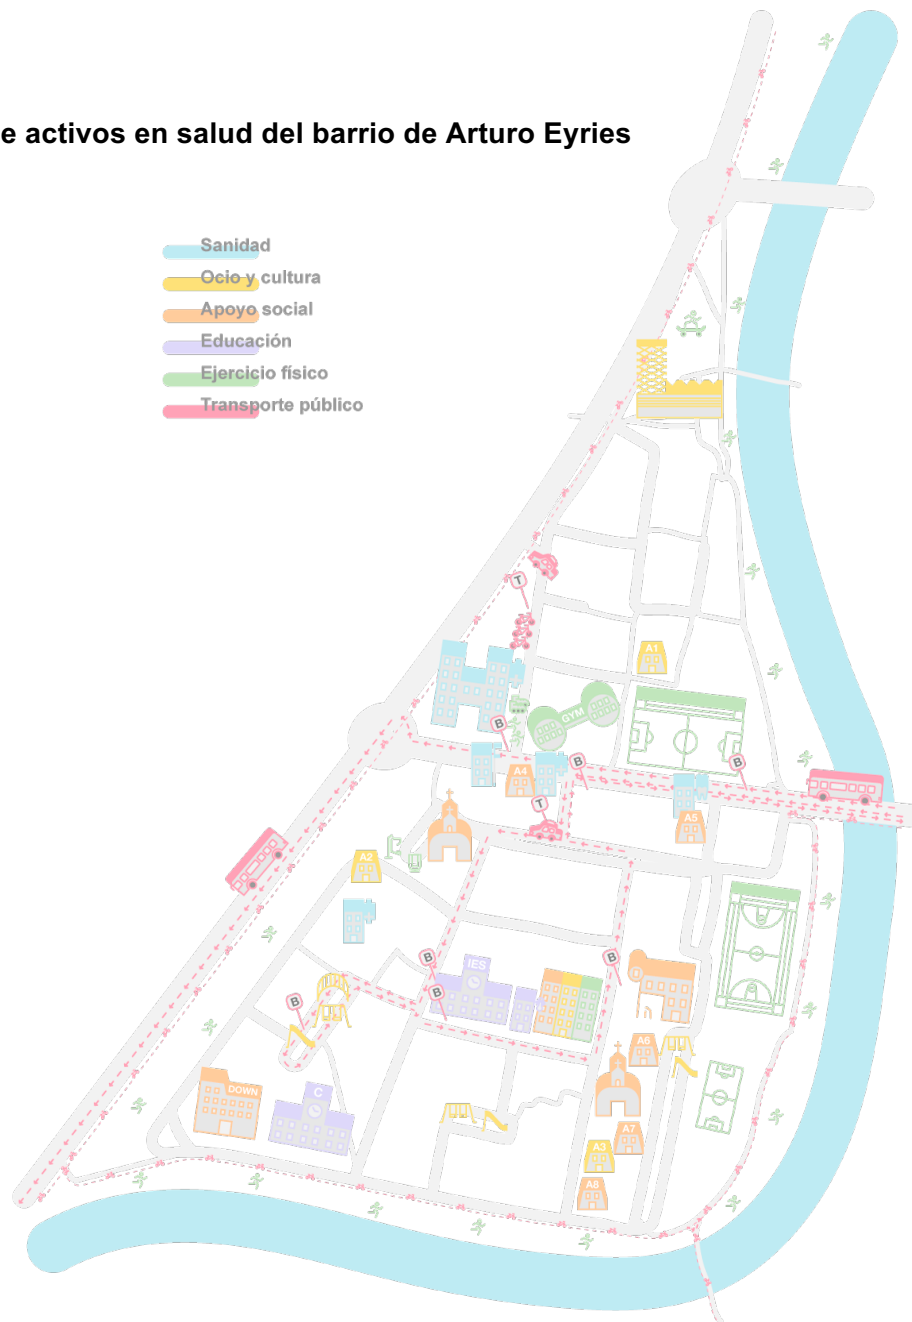 e activos en salud del barrio de Arturo Eyries
Sanidad
Ocio y cultura
Apoyo social
Educación
Ejercicio físico
Transporte público
T
A1
GYM
B
B
B
A4
T
A5
A2
B
IES
B
B
B
A6
DOWN
C
A7
A3
A8